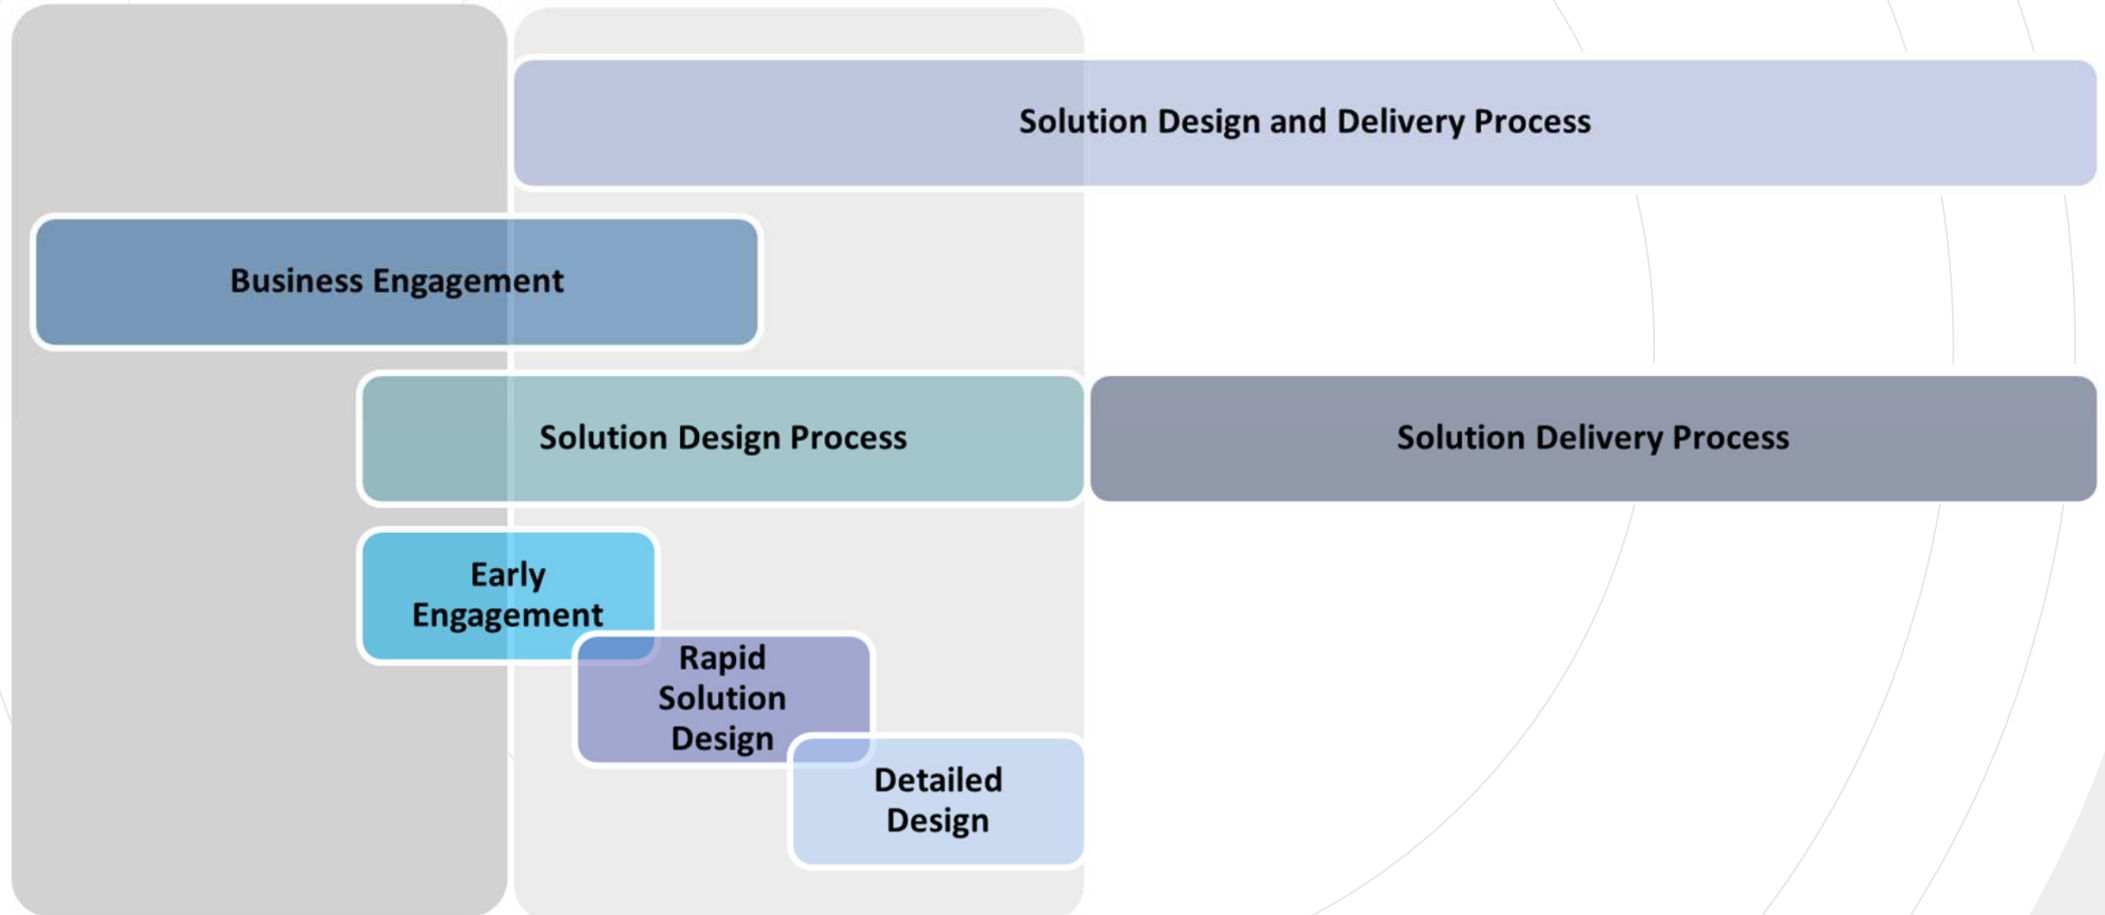 Solution Design and Delivery Process
Business Engagement
Solution Design Process
Solution Delivery Process
Early
Engagement
Rapid
Solution
Design
Detailed
Design